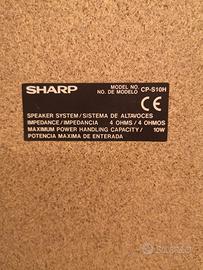 SHARP
MODEL NO.
NO. DE MODELO
CP-S10H
CE
SPEAKER SYSTEM/SISTEMA DE ALTAVOCES
IMPEDANCE/IMPEDANCIA 4 OHMS/4 OHMOS
MAXIMUM POWER HANDLING CAPACITY/ 10W
POTENCIA MAXIMA DE ENTERADA
subito